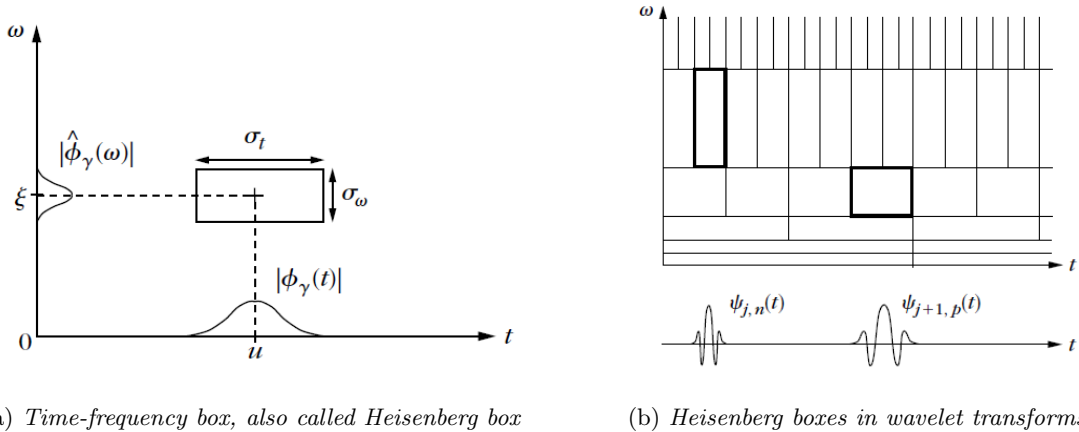 ω
|ϕ̂γ(ω)|
σt
ξ
σω
|ϕγ(t)|
0
u
t
) Time-frequency box, also called Heisenberg box
ω
t
ψj, n(t)
ψj+1, p(t)
t
(b) Heisenberg boxes in wavelet transform